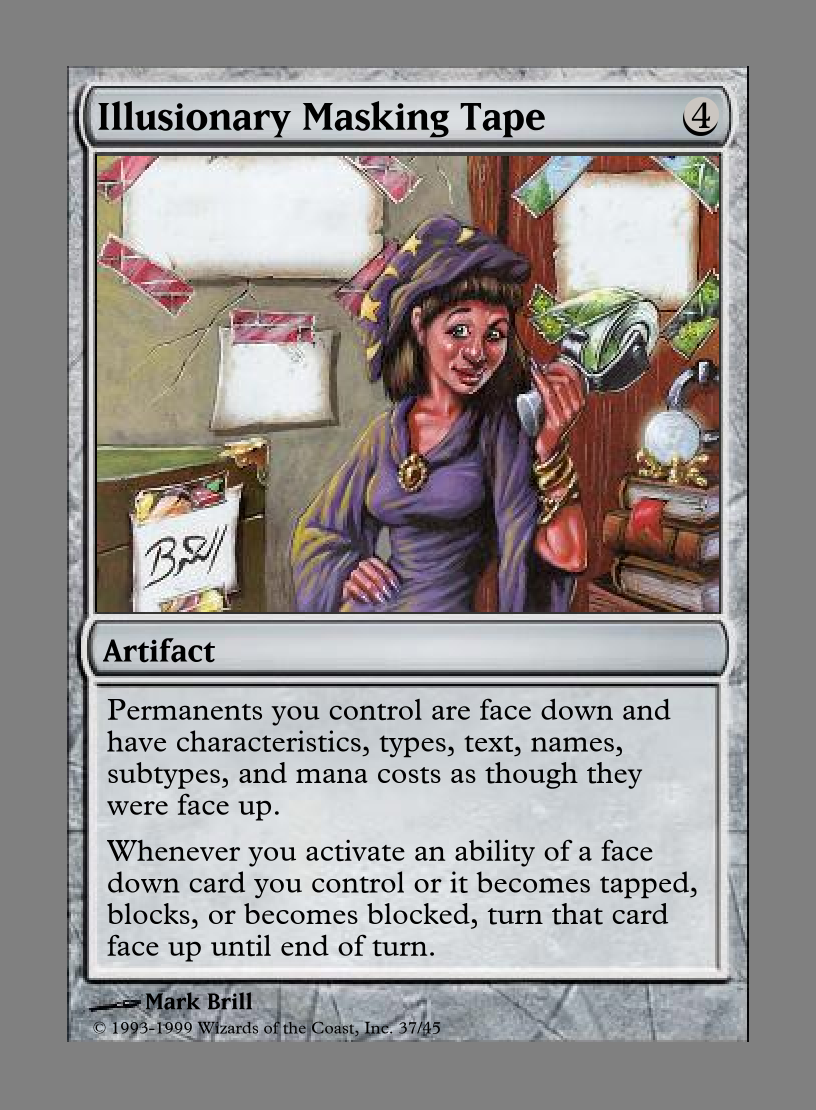 Illusionary Masking Tape 4
Brill
Artifact
Permanents you control are face down and
have characteristics, types, text, names,
subtypes, and mana costs as though they
were face up.
Whenever you activate an ability of a face
down card you control or it becomes tapped,
blocks, or becomes blocked, turn that card
face up until end of turn.
Mark Brill
© 1993-1999 Wizards of the Coast, Inc. 37/45